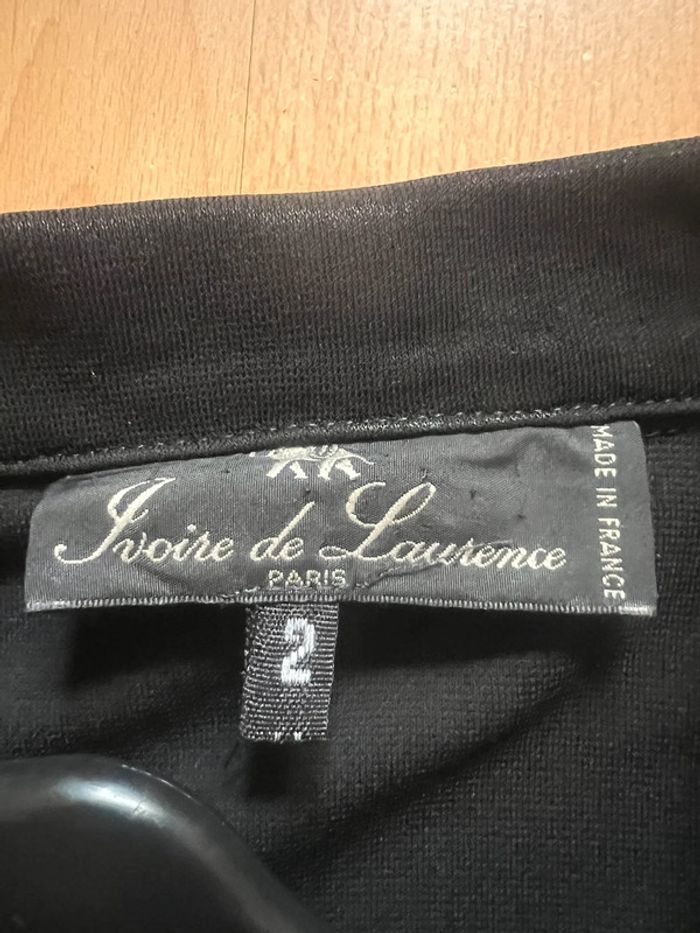 Ivoire de Laurence
PARIS
MADE IN FRANCE
2